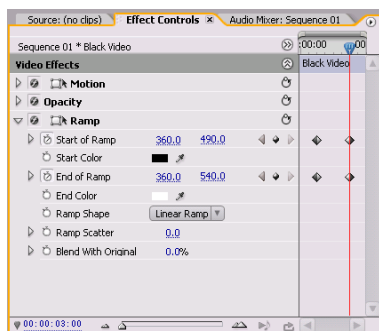 Source: (no clips) Effect Controls x Audio Mixer: Sequence 01
Sequence 01 * Black Video :00:00 00
Video Effects Black Video
Motion
Opacity
Ramp
Start of Ramp 360.0 490.0
Start Color
End of Ramp 360.0 540.0
End Color
Ramp Shape Linear Ramp
Ramp Scatter 0.0
Blend With Original 0.0%
00:00:03:00